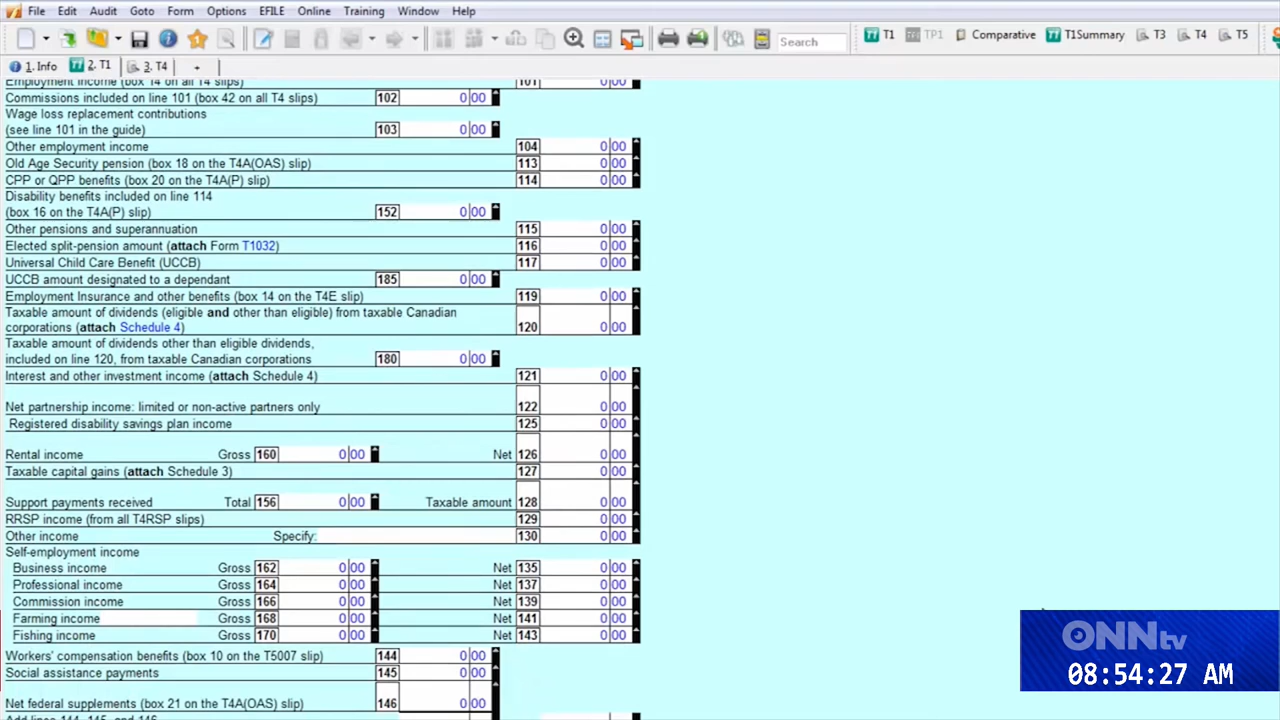 File Edit Audit Goto Form Options EFILE Online Training Window Help
Search T1 TP1 Comparative T1Summary T3 T4 T5
1. Info 2. T1 3. T4 +
Employment income (box 14 on all T4 slips) 101 0 00
Commissions included on line 101 (box 42 on all T4 slips) 102 0 00
Wage loss replacement contributions
(see line 101 in the guide) 103 0 00
Other employment income 104 0 00
Old Age Security pension (box 18 on the T4A(OAS) slip) 113 0 00
CPP or QPP benefits (box 20 on the T4A(P) slip) 114 0 00
Disability benefits included on line 114
(box 16 on the T4A(P) slip) 152 0 00
Other pensions and superannuation 115 0 00
Elected split-pension amount (attach Form T1032) 116 0 00
Universal Child Care Benefit (UCCB) 117 0 00
UCCB amount designated to a dependant 185 0 00
Employment Insurance and other benefits (box 14 on the T4E slip) 119 0 00
Taxable amount of dividends (eligible and other than eligible) from taxable Canadian
corporations (attach Schedule 4) 120 0 00
Taxable amount of dividends other than eligible dividends,
included on line 120, from taxable Canadian corporations 180 0 00
Interest and other investment income (attach Schedule 4) 121 0 00
Net partnership income: limited or non-active partners only 122 0 00
Registered disability savings plan income 125 0 00
Rental income Gross 160 0 00 Net 126 0 00
Taxable capital gains (attach Schedule 3) 127 0 00
Support payments received Total 156 0 00 Taxable amount 128 0 00
RRSP income (from all T4RSP slips) 129 0 00
Other income Specify: 130 0 00
Self-employment income
Business income Gross 162 0 00 Net 135 0 00
Professional income Gross 164 0 00 Net 137 0 00
Commission income Gross 166 0 00 Net 139 0 00
Farming income Gross 168 0 00 Net 141 0 00
Fishing income Gross 170 0 00 Net 143 0 00
Workers' compensation benefits (box 10 on the T5007 slip) 144 0 00
Social assistance payments 145 0 00
Net federal supplements (box 21 on the T4A(OAS) slip) 146 0 00
Add lines 144, 145, and 146
ONNtv
08:54:27 AM